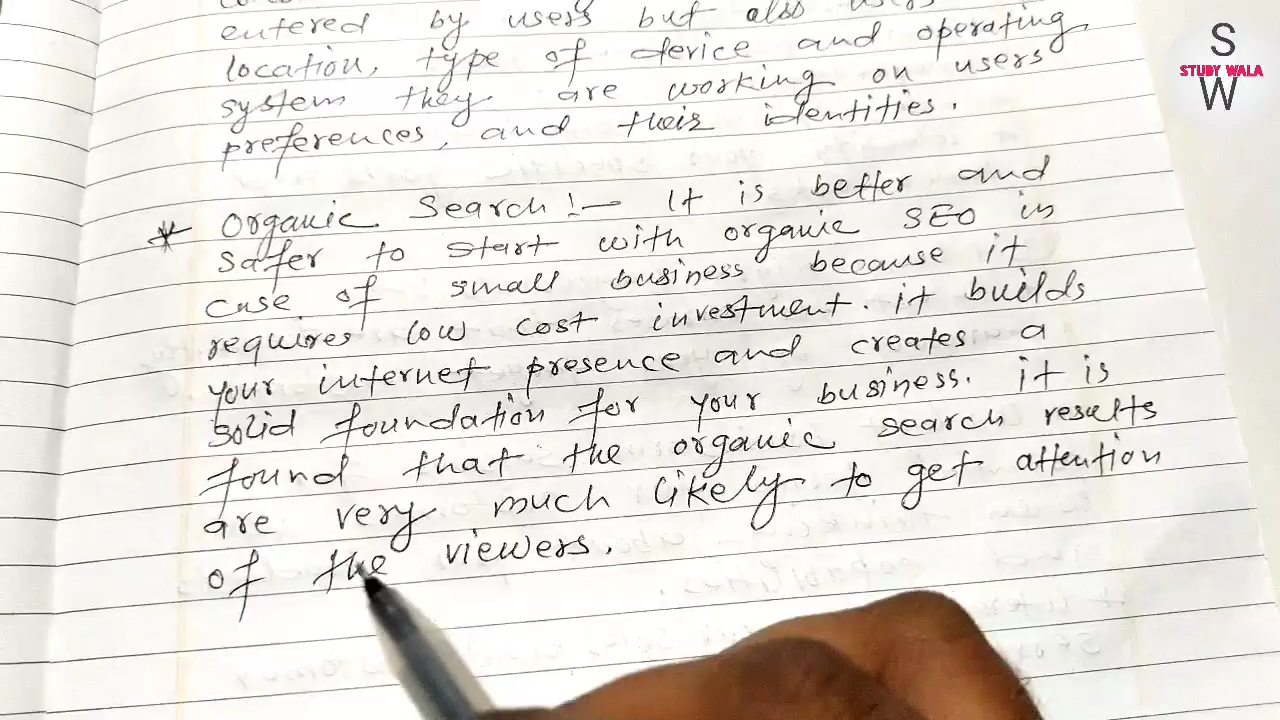 entered by users but also users
location, type of device and operating
system they are working on users
preferences, and their identities.
* Organic Search :- It is better and
safer to start with organic SEO in
case of small business because it
requires low cost investment. it builds
your internet presence and creates a
solid foundation for your business. it is
found that the organic search results
are very much likely to get attention
of the viewers.
S
STUDY WALA
W